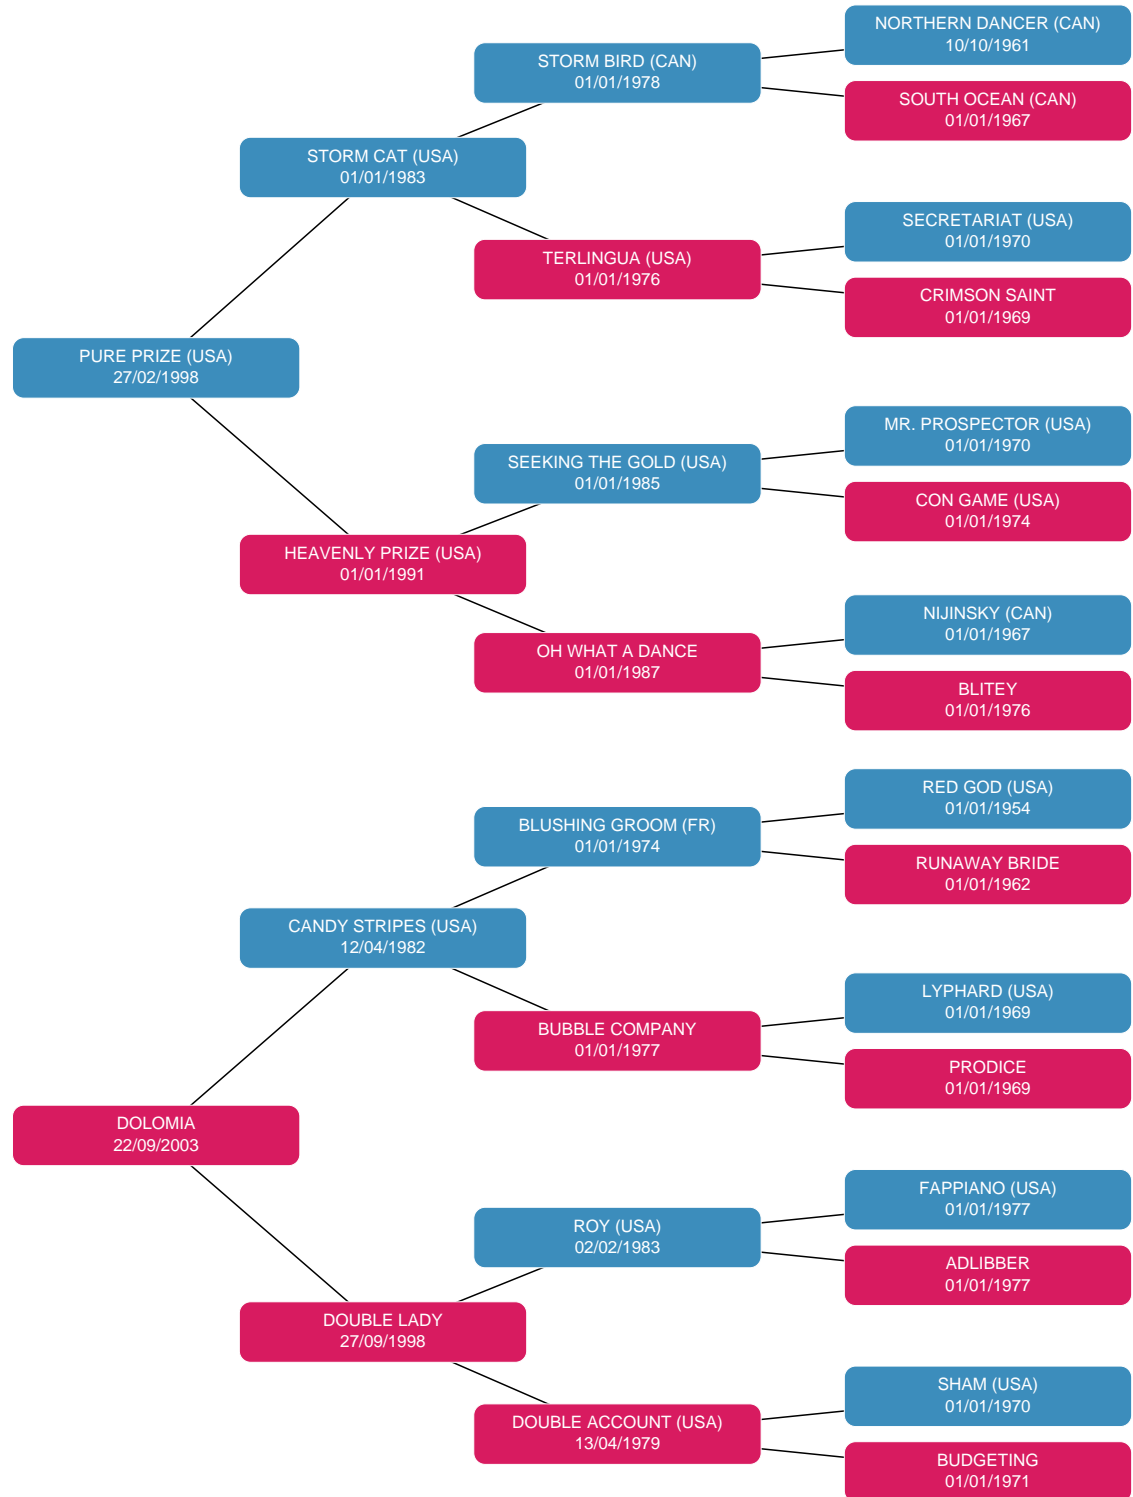 NORTHERN DANCER (CAN)
10/10/1961
STORM BIRD (CAN)
01/01/1978
SOUTH OCEAN (CAN)
01/01/1967
STORM CAT (USA)
01/01/1983
SECRETARIAT (USA)
01/01/1970
TERLINGUA (USA)
01/01/1976
CRIMSON SAINT
01/01/1969
PURE PRIZE (USA)
27/02/1998
MR. PROSPECTOR (USA)
01/01/1970
SEEKING THE GOLD (USA)
01/01/1985
CON GAME (USA)
01/01/1974
HEAVENLY PRIZE (USA)
01/01/1991
NIJINSKY (CAN)
01/01/1967
OH WHAT A DANCE
01/01/1987
BLITEY
01/01/1976
RED GOD (USA)
01/01/1954
BLUSHING GROOM (FR)
01/01/1974
RUNAWAY BRIDE
01/01/1962
CANDY STRIPES (USA)
12/04/1982
LYPHARD (USA)
01/01/1969
BUBBLE COMPANY
01/01/1977
PRODICE
01/01/1969
DOLOMIA
22/09/2003
FAPPIANO (USA)
01/01/1977
ROY (USA)
02/02/1983
ADLIBBER
01/01/1977
DOUBLE LADY
27/09/1998
SHAM (USA)
01/01/1970
DOUBLE ACCOUNT (USA)
13/04/1979
BUDGETING
01/01/1971